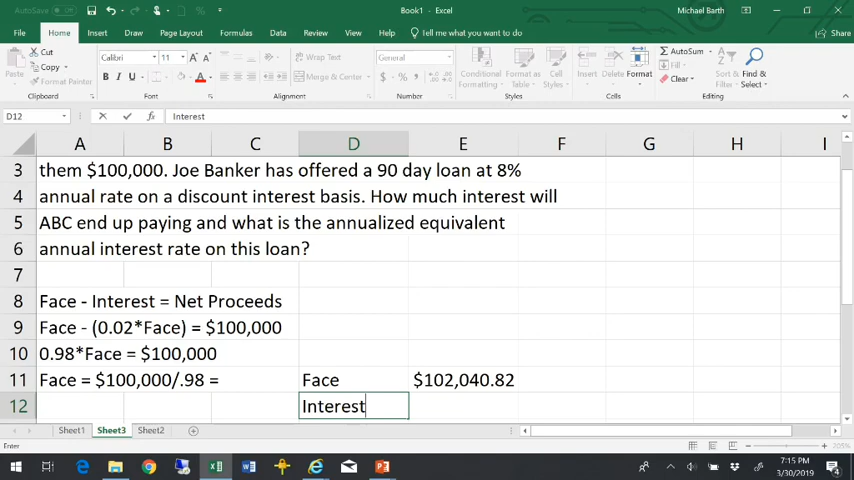 AutoSave Off
Book1 - Excel
Michael Barth
File Home Insert Draw Page Layout Formulas Data Review View Help Tell me what you want to do Share
Paste
Cut
Copy
Format Painter
Clipboard
Calibri 11 A A
B I U A
Font
Wrap Text
Merge & Center
Alignment
General
$ % ,
Number
Conditional Formatting
Format as Table
Cell Styles
Styles
Insert Delete Format
Cells
AutoSum
Fill
Clear
Sort & Filter
Find & Select
Editing
D12 fx Interest
A B C D E F G H I
3 them $100,000. Joe Banker has offered a 90 day loan at 8%
4 annual rate on a discount interest basis. How much interest will
5 ABC end up paying and what is the annualized equivalent
6 annual interest rate on this loan?
7
8 Face - Interest = Net Proceeds
9 Face - (0.02*Face) = $100,000
10 0.98*Face = $100,000
11 Face = $100,000/.98 = Face $102,040.82
12 Interest
Sheet1 Sheet3 Sheet2
Enter 205%
7:15 PM
3/30/2019
4